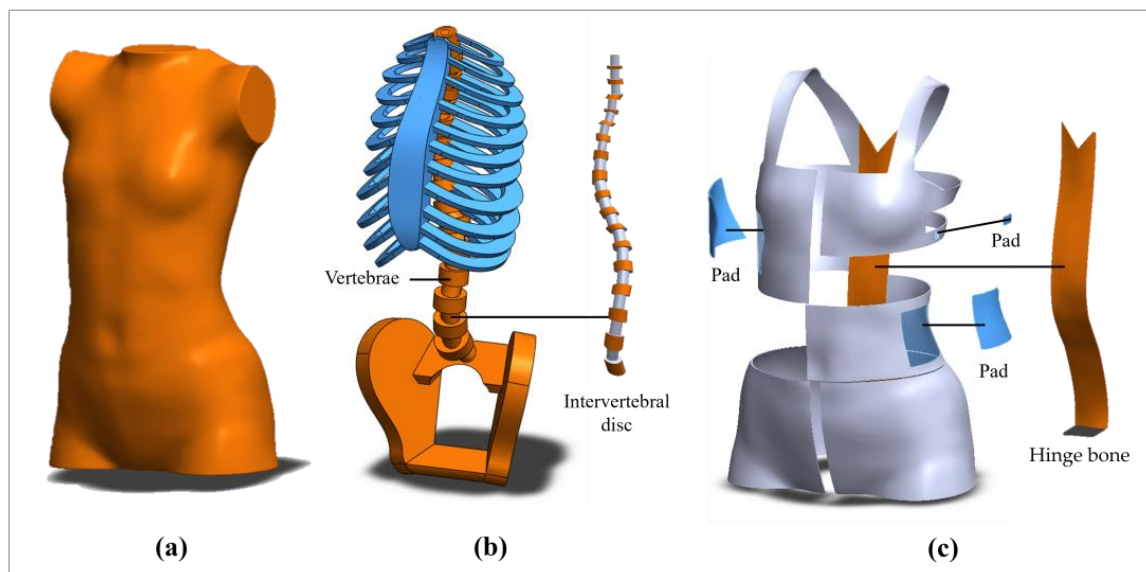 Vertebrae
Intervertebral
disc
Pad
Pad
Pad
Hinge bone
(a)
(b)
(c)